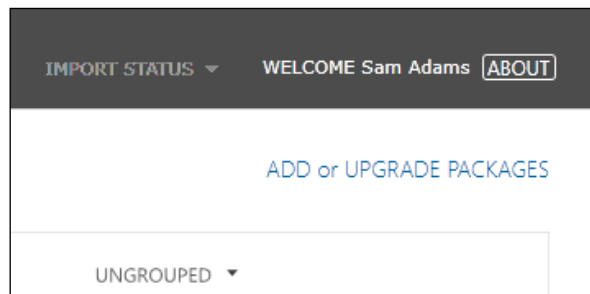 IMPORT STATUS WELCOME Sam Adams ABOUT
ADD or UPGRADE PACKAGES
UNGROUPED